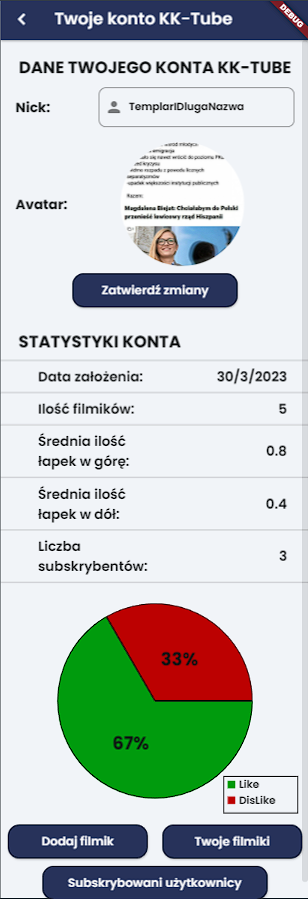 Twoje konto KK-Tube
DEBUG
DANE TWOJEGO KONTA KK-TUBE
Nick:
TemplariDlugaNazwa
Avatar:
Kazem:
Magdalena Biejat: Chciałabym do Polski
przenieść lewicowy rząd Hiszpanii
Zatwierdź zmiany
STATYSTYKI KONTA
Data założenia:
30/3/2023
Ilość filmików:
5
Średnia ilość
łapek w górę:
0.8
Średnia ilość
łapek w dół:
0.4
Liczba
subskrybentów:
3
33%
67%
Like
DisLike
Dodaj filmik
Twoje filmiki
Subskrybowani użytkownicy